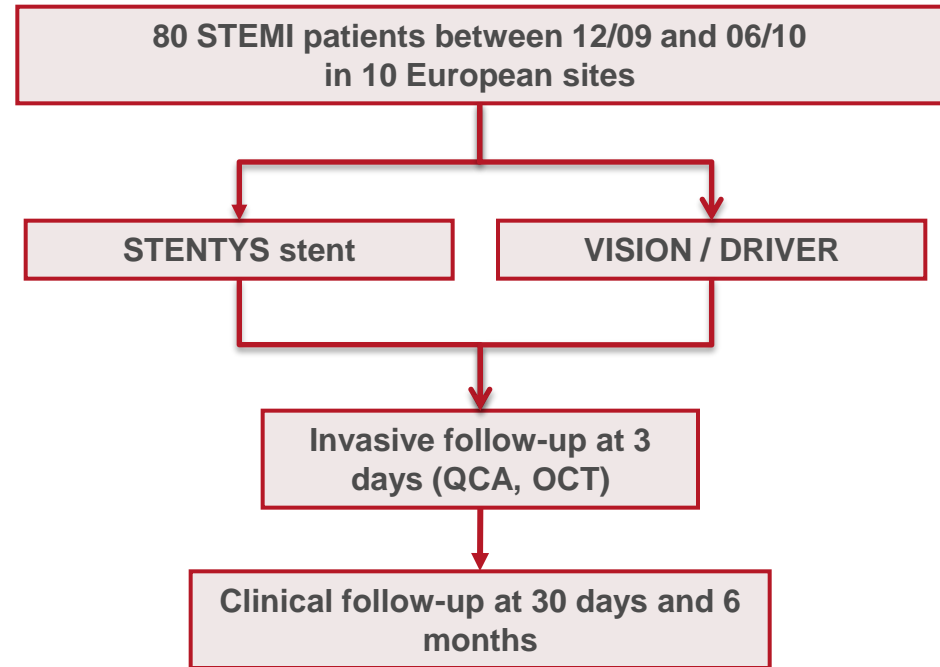 80 STEMI patients between 12/09 and 06/10
in 10 European sites
STENTYS stent
VISION / DRIVER
Invasive follow-up at 3
days (QCA, OCT)
Clinical follow-up at 30 days and 6
months